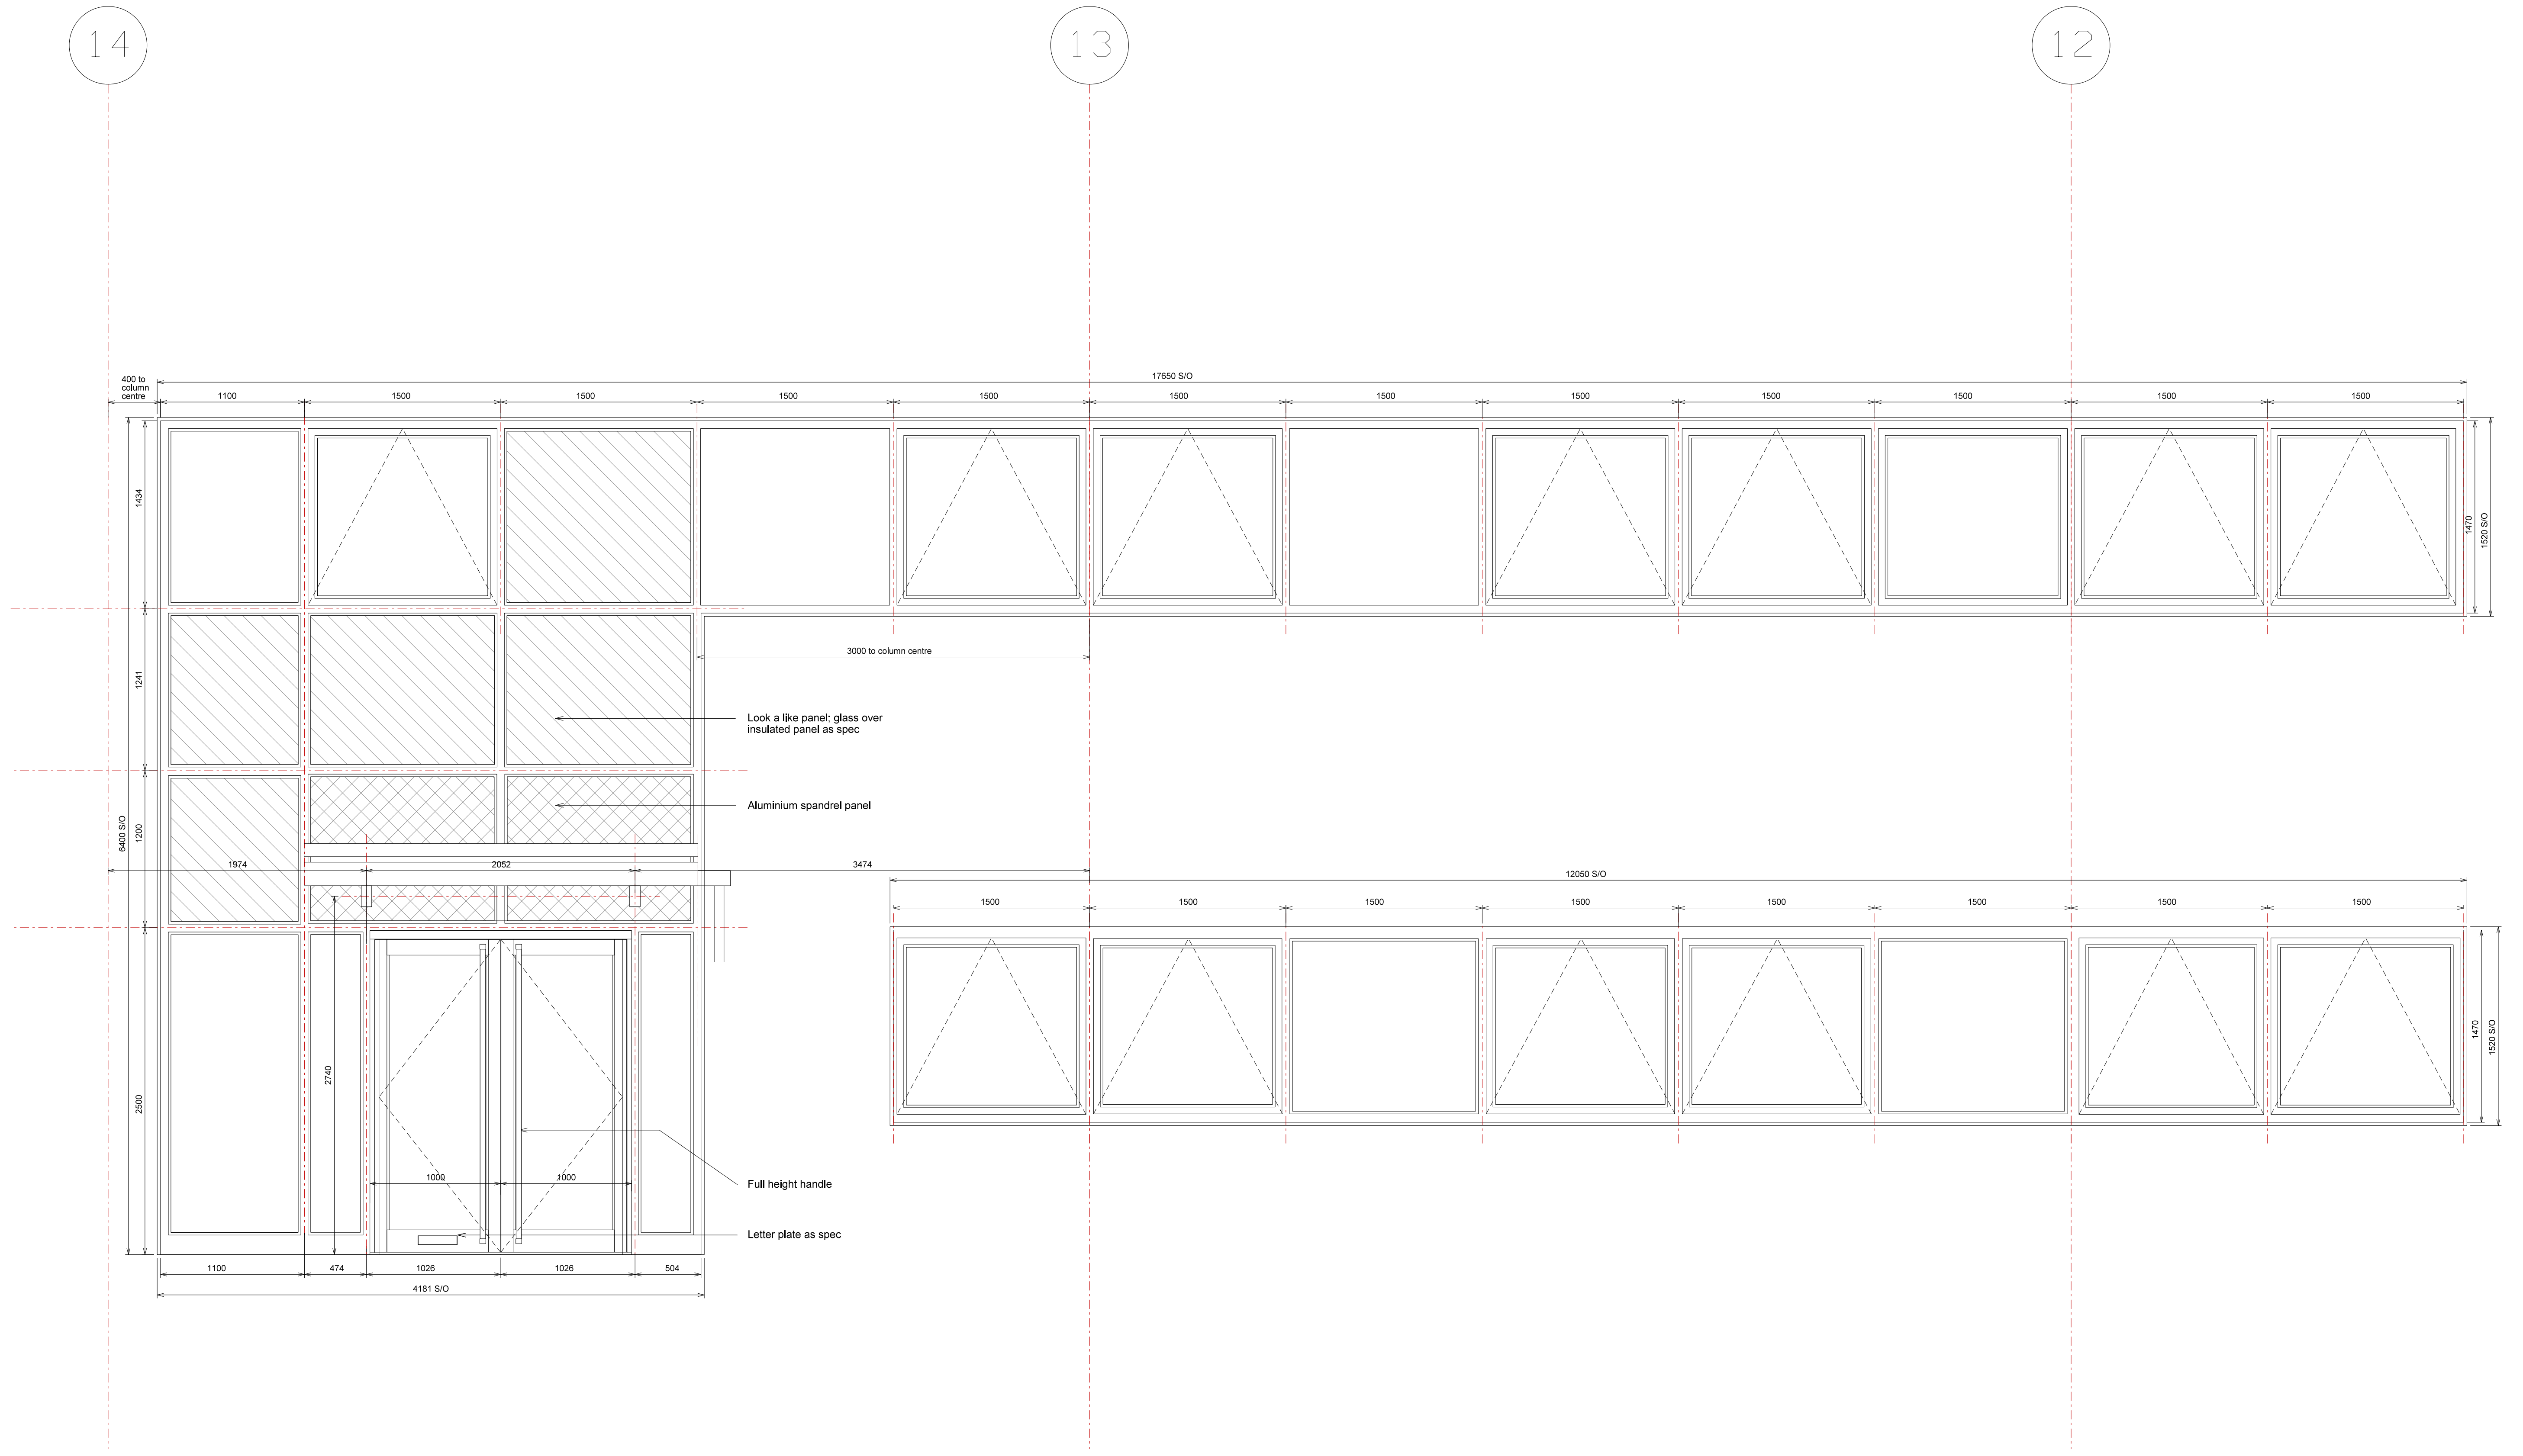 14
13
12
17650 S/O
400 to
column
centre
1100
1500
1500
1500
1500
1500
1500
1500
1500
1500
1500
1500
1434
1470
1520 S/O
1241
3000 to column centre
Look a like panel; glass over
insulated panel as spec
Aluminium spandrel panel
6400 S/O
1200
1974
2052
3474
12050 S/O
1500
1500
1500
1500
1500
1500
1500
1500
2740
2500
1470
1520 S/O
1000
1000
Full height handle
Letter plate as spec
1100
474
1026
1026
504
4181 S/O